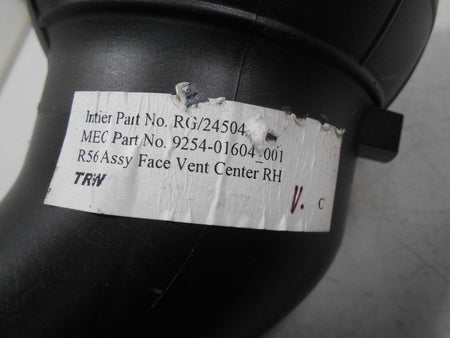 Intier Part No. RG/24504
MEC Part No. 9254-01604_001
R56 Assy Face Vent Center RH
TRW
V. C